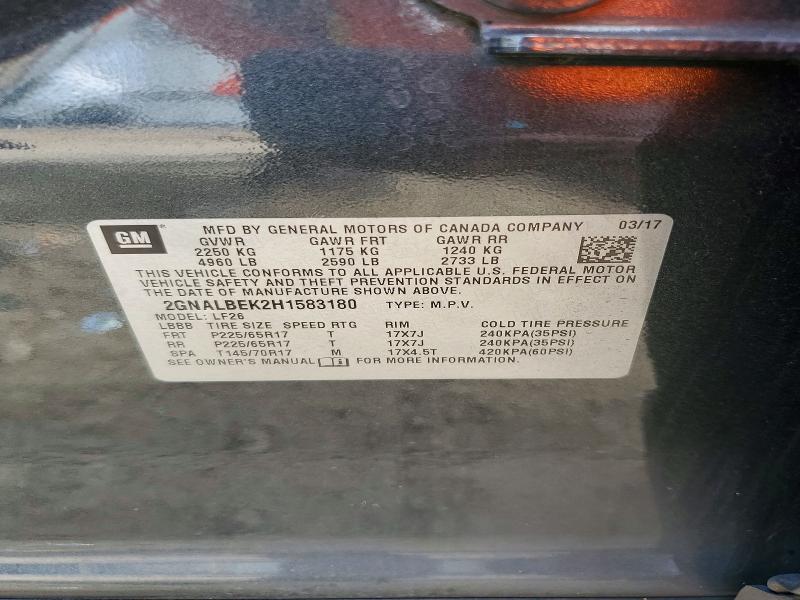 GM
MFD BY GENERAL MOTORS OF CANADA COMPANY 03/17
GVWR GAWR FRT GAWR RR
2250 KG 1175 KG 1240 KG
4960 LB 2590 LB 2733 LB
THIS VEHICLE CONFORMS TO ALL APPLICABLE U.S. FEDERAL MOTOR
VEHICLE SAFETY AND THEFT PREVENTION STANDARDS IN EFFECT ON
THE DATE OF MANUFACTURE SHOWN ABOVE.
2GNALBEK2H1583180 TYPE: M.P.V.
MODEL: LF26
LBBB TIRE SIZE SPEED RTG RIM COLD TIRE PRESSURE
FRT P225/65R17 T 17X7J 240KPA(35PSI)
RR P225/65R17 T 17X7J 240KPA(35PSI)
SPA T145/70R17 M 17X4.5T 420KPA(60PSI)
SEE OWNER'S MANUAL FOR MORE INFORMATION.